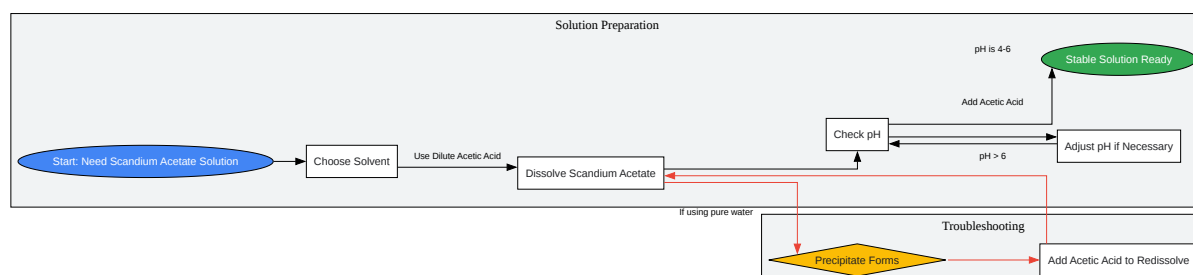 Solution Preparation
pH is 4-6
Stable Solution Ready
Add Acetic Acid
Check pH
Adjust pH if Necessary
pH > 6
Start: Need Scandium Acetate Solution
Choose Solvent
Use Dilute Acetic Acid
Dissolve Scandium Acetate
If using pure water
Troubleshooting
Precipitate Forms
Add Acetic Acid to Redissolve